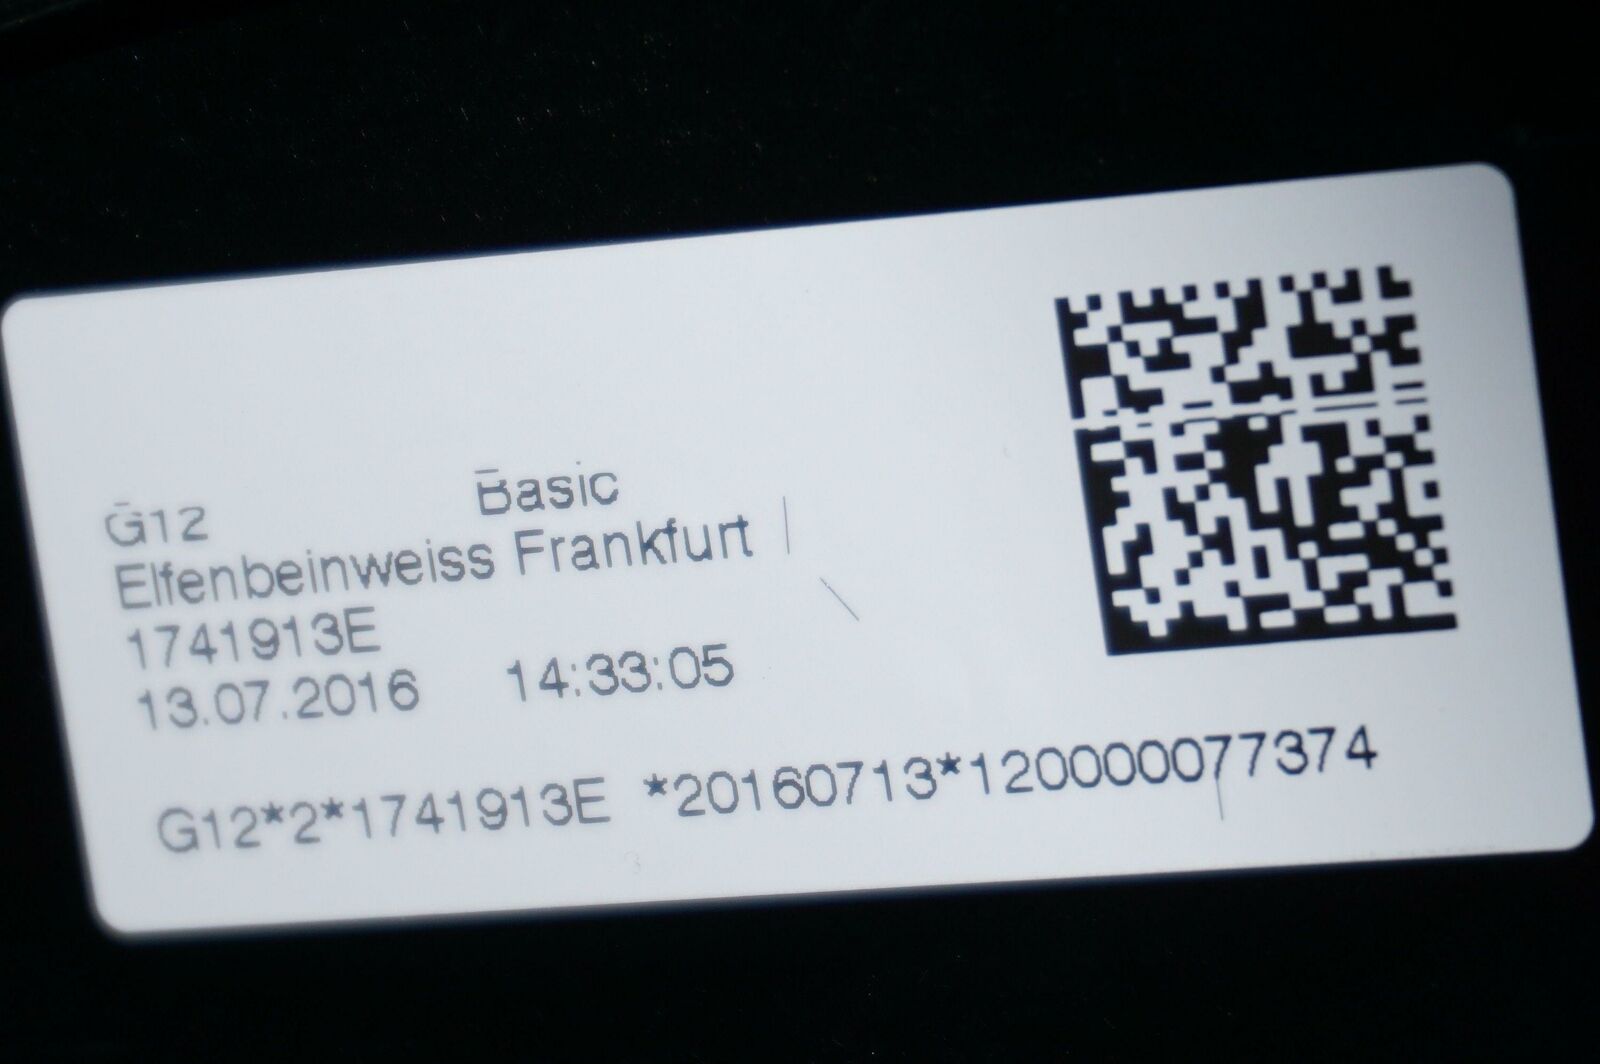 G12 Basic
Elfenbeinweiss Frankfurt
1741913E
13.07.2016 14:33:05
G12*2*1741913E *20160713*120000077374